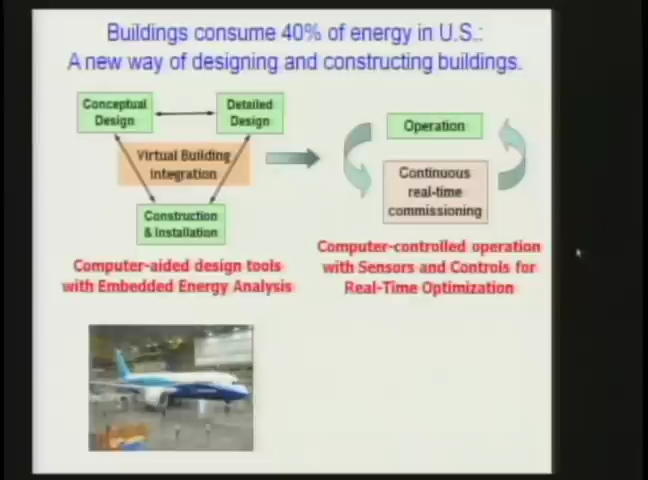 Buildings consume 40% of energy in U.S.:
A new way of designing and constructing buildings.
Conceptual
Design
Detailed
Design
Virtual Building
Integration
Construction
& Installation
Operation
Continuous
real-time
commissioning
Computer-aided design tools
with Embedded Energy Analysis
Computer-controlled operation
with Sensors and Controls for
Real-Time Optimization